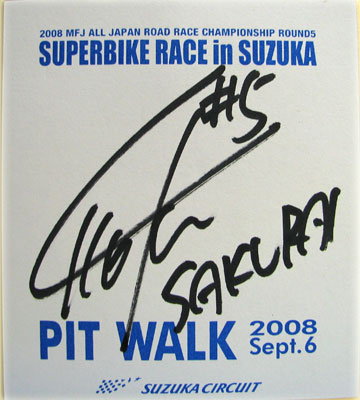 2008 MFJ ALL JAPAN ROAD RACE CHAMPIONSHIP ROUND5
SUPERBIKE RACE in SUZUKA
#5
SAKURAI
PIT WALK 2008
Sept.6
SUZUKA CIRCUIT